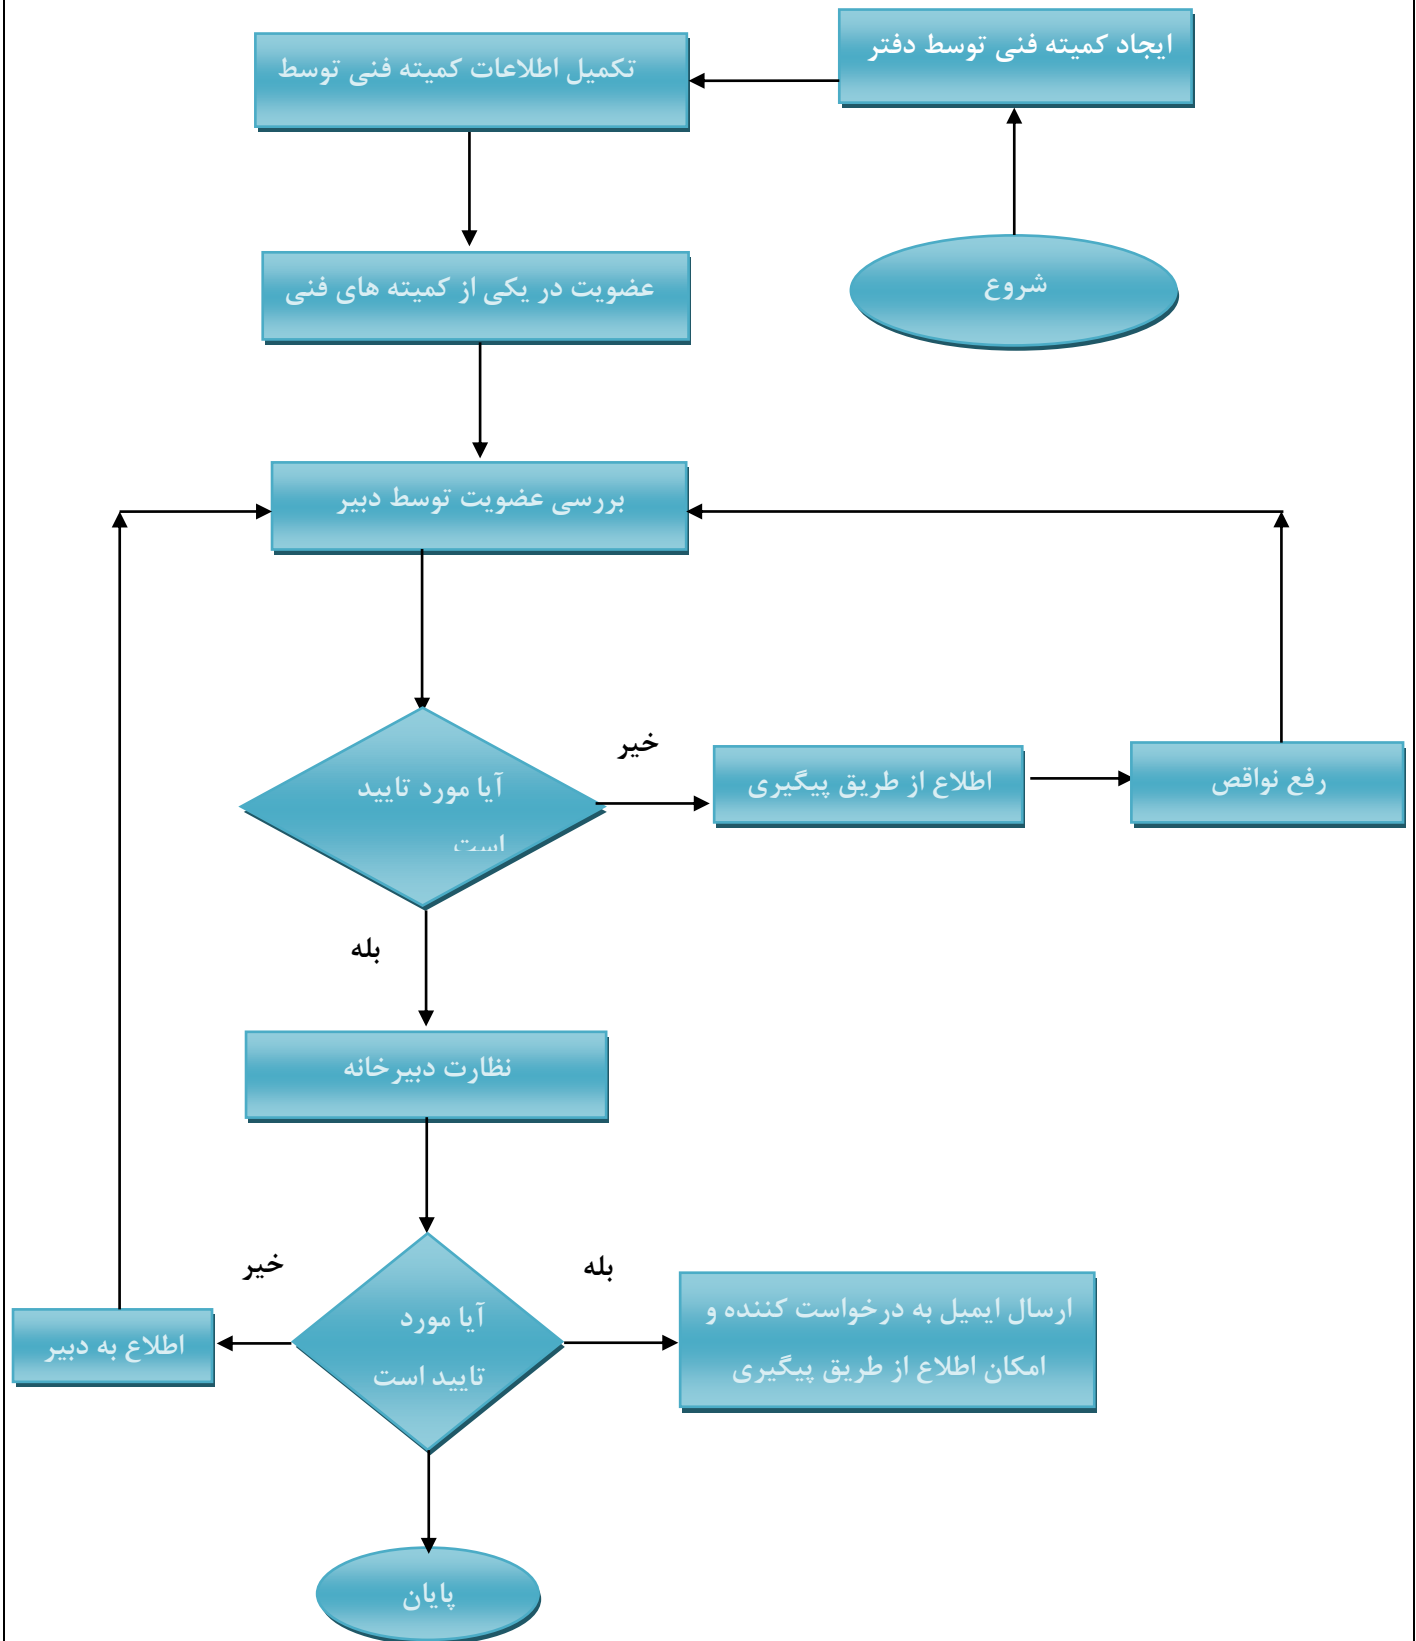 ایجاد کمیته فنی توسط دفتر
تکمیل اطلاعات کمیته فنی توسط
شروع
عضویت در یکی از کمیته های فنی
بررسی عضویت توسط دبیر
آیا مورد تایید
است
خیر
اطلاع از طریق پیگیری
رفع نواقص
بله
نظارت دبیرخانه
آیا مورد
تایید است
بله
ارسال ایمیل به درخواست کننده و
امکان اطلاع از طریق پیگیری
خیر
اطلاع به دبیر
پایان